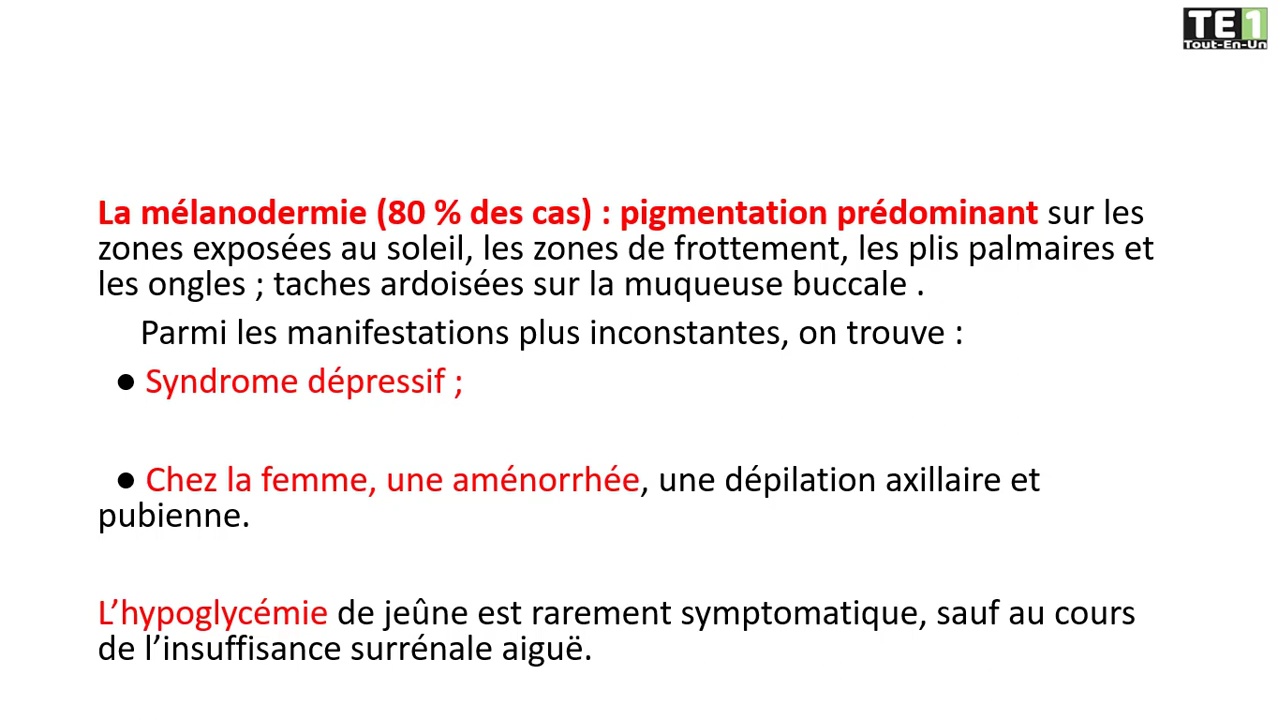 TE1
Tout-En-Un
La mélanodermie (80 % des cas) : pigmentation prédominant sur les
zones exposées au soleil, les zones de frottement, les plis palmaires et
les ongles ; taches ardoisées sur la muqueuse buccale .
Parmi les manifestations plus inconstantes, on trouve :
● Syndrome dépressif ;
● Chez la femme, une aménorrhée, une dépilation axillaire et
pubienne.
L’hypoglycémie de jeûne est rarement symptomatique, sauf au cours
de l’insuffisance surrénale aiguë.